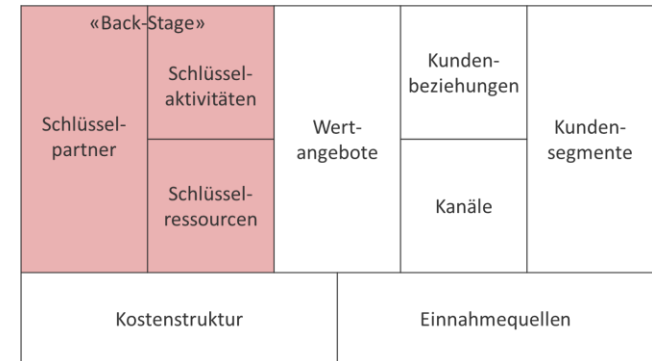 «Back-Stage»
Schlüssel-
partner
Schlüssel-
aktivitäten
Schlüssel-
ressourcen
Wert-
angebote
Kunden-
beziehungen
Kanäle
Kunden-
segmente
Kostenstruktur
Einnahmequellen